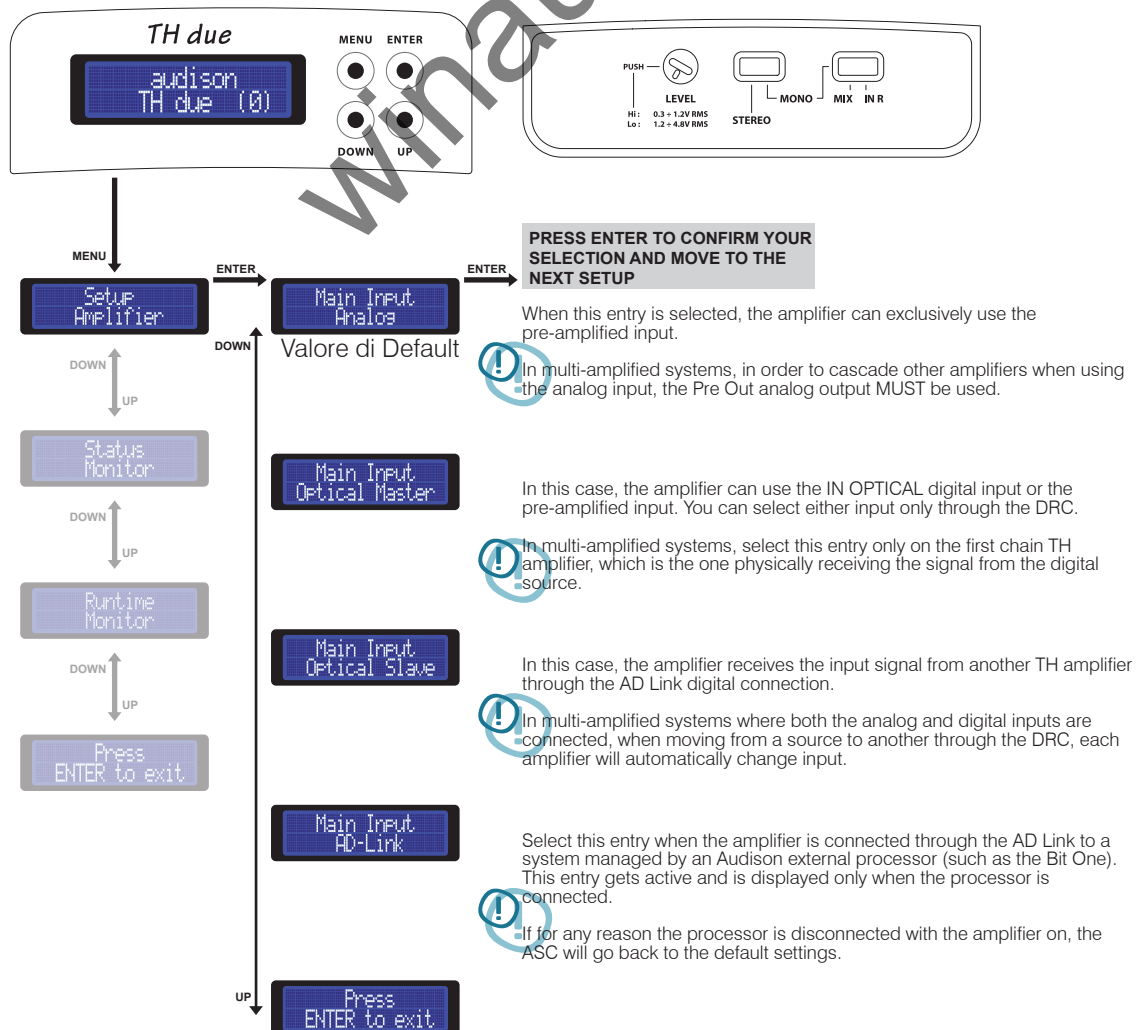 TH due
audison
TH due (0)
MENU ENTER
DOWN UP
PUSH
LEVEL
Hi : 0.3 ÷ 1.2V RMS
Lo : 1.2 ÷ 4.8V RMS
STEREO
MONO
MIX IN R
MENU
Setup
Amplifier
ENTER
Main Input
Analog
ENTER
PRESS ENTER TO CONFIRM YOUR
SELECTION AND MOVE TO THE
NEXT SETUP
DOWN
Valore di Default
When this entry is selected, the amplifier can exclusively use the
pre-amplified input.
In multi-amplified systems, in order to cascade other amplifiers when using
the analog input, the Pre Out analog output MUST be used.
DOWN
UP
Status
Monitor
Main Input
Optical Master
In this case, the amplifier can use the IN OPTICAL digital input or the
pre-amplified input. You can select either input only through the DRC.
In multi-amplified systems, select this entry only on the first chain TH
amplifier, which is the one physically receiving the signal from the digital
source.
DOWN
UP
Runtime
Monitor
Main Input
Optical Slave
In this case, the amplifier receives the input signal from another TH amplifier
through the AD Link digital connection.
In multi-amplified systems where both the analog and digital inputs are
connected, when moving from a source to another through the DRC, each
amplifier will automatically change input.
DOWN
UP
Press
ENTER to exit
Main Input
AD-Link
Select this entry when the amplifier is connected through the AD Link to a
system managed by an Audison external processor (such as the Bit One).
This entry gets active and is displayed only when the processor is
connected.
If for any reason the processor is disconnected with the amplifier on, the
ASC will go back to the default settings.
UP
Press
ENTER to exit